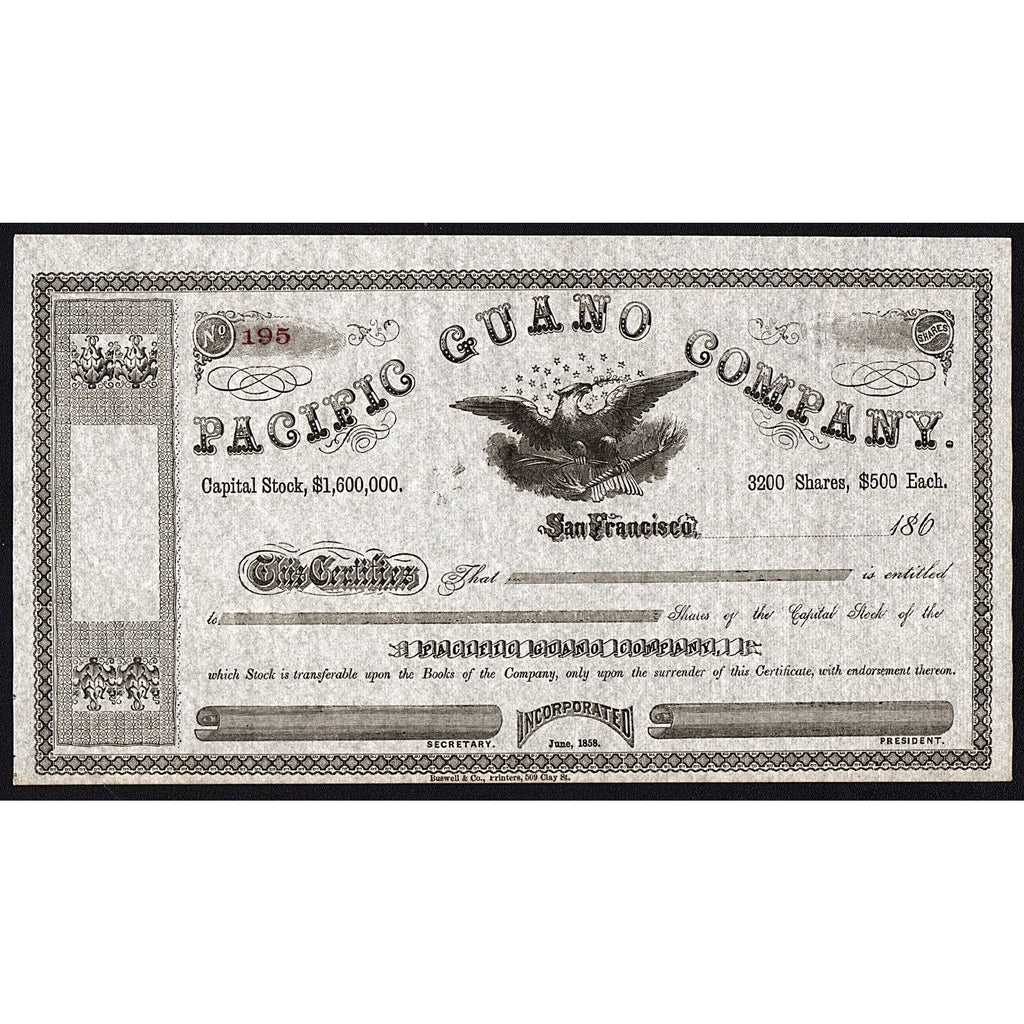 No 195
SHARES
PACIFIC GUANO COMPANY.
Capital Stock, $1,600,000.
3200 Shares, $500 Each.
San Francisco, 186
This Certifies That is entitled
to Shares of the Capital Stock of the
PACIFIC GUANO COMPANY,
which Stock is transferable upon the Books of the Company, only upon the surrender of this Certificate, with endorsement thereon.
INCORPORATED
June, 1858.
SECRETARY.
PRESIDENT.
Buswell & Co., Printers, 509 Clay St.